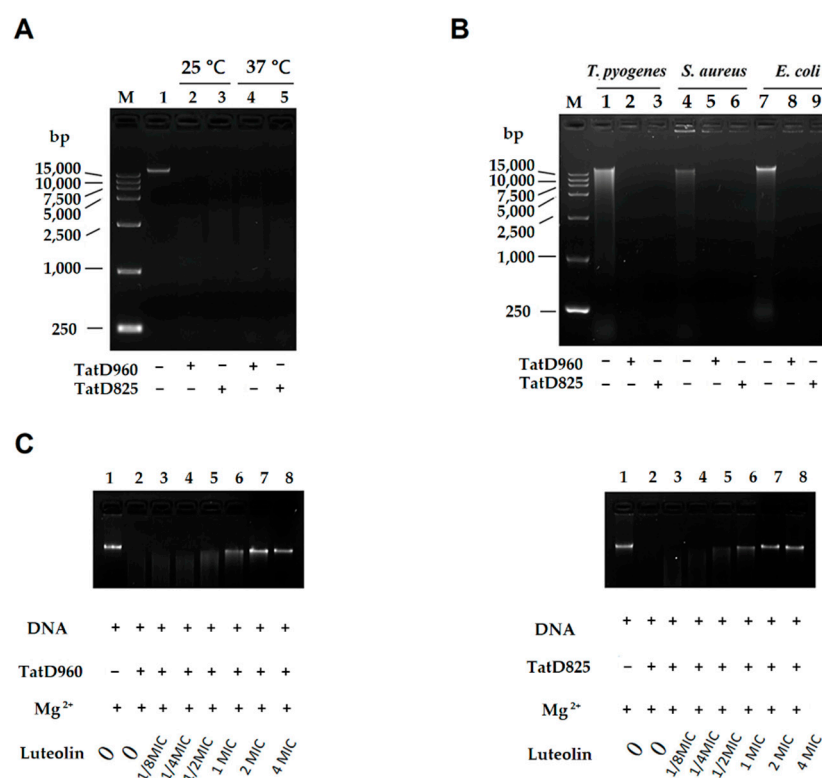 A
25 ℃ 37 ℃
M 1 2 3 4 5
bp
15,000
10,000
7,500
5,000
2,500
1,000
250
TatD960 − + − + −
TatD825 − − + − +
B
T. pyogenes S. aureus E. coli
M 1 2 3 4 5 6 7 8 9
bp
15,000
10,000
7,500
5,000
2,500
1,000
250
TatD960 − + − − + − − + −
TatD825 − − + − − + − − +
C
1 2 3 4 5 6 7 8
DNA + + + + + + + +
TatD960 − + + + + + + +
Mg2+ + + + + + + + +
Luteolin 0 0 1/8MIC 1/4MIC 1/2MIC 1 MIC 2 MIC 4 MIC
1 2 3 4 5 6 7 8
DNA + + + + + + + +
TatD825 − + + + + + + +
Mg2+ + + + + + + + +
Luteolin 0 0 1/8MIC 1/4MIC 1/2MIC 1 MIC 2 MIC 4 MIC